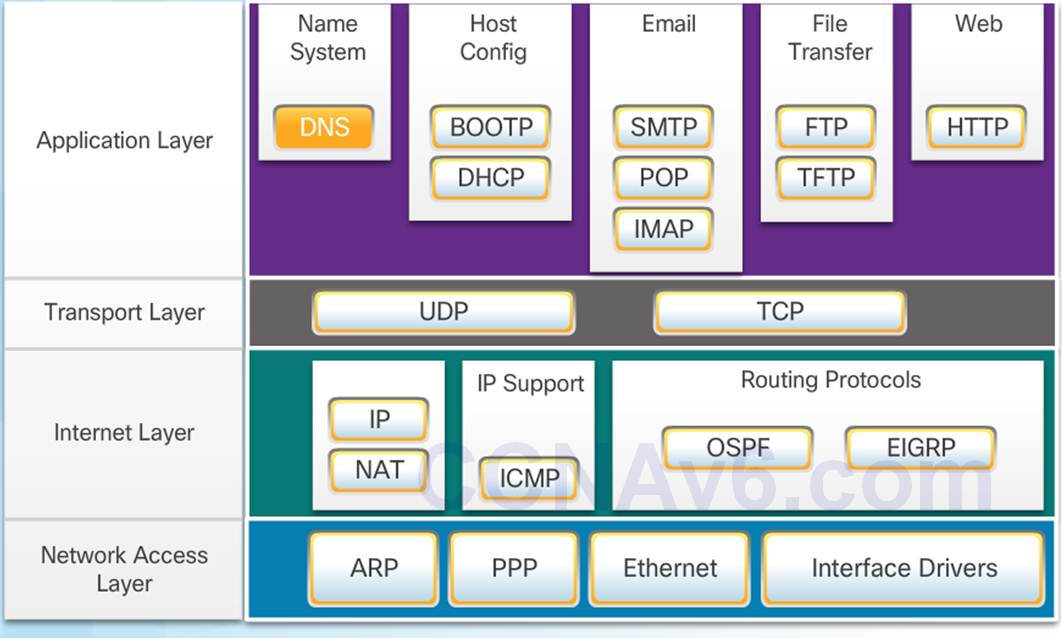 Application Layer
Name
System
DNS
Host
Config
BOOTP
DHCP
Email
SMTP
POP
IMAP
File
Transfer
FTP
TFTP
Web
HTTP
Transport Layer
UDP
TCP
Internet Layer
IP
NAT
IP Support
ICMP
Routing Protocols
OSPF
EIGRP
CCNAv6.com
Network Access
Layer
ARP
PPP
Ethernet
Interface Drivers